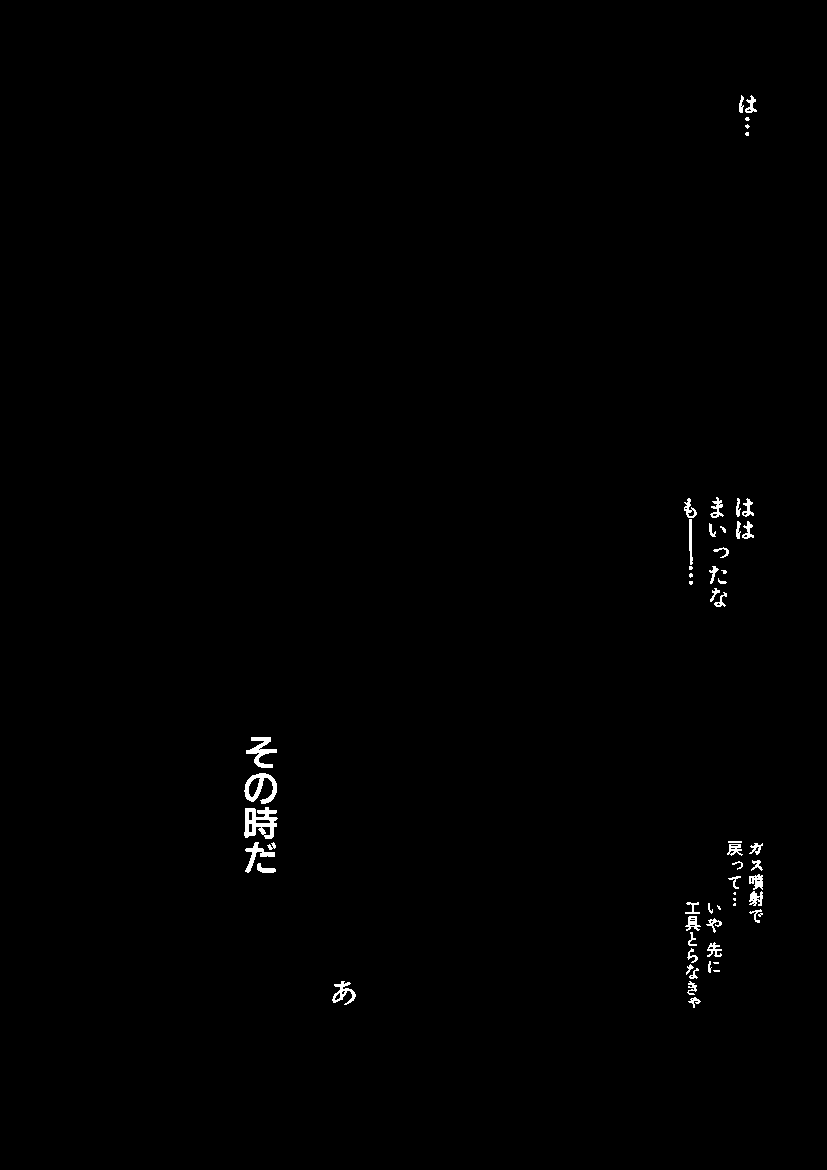 は…
はは
まいったな
も━━…
ガス噴射で
戻って…
いや 先に
工具とらなきゃ
あ
その時だ